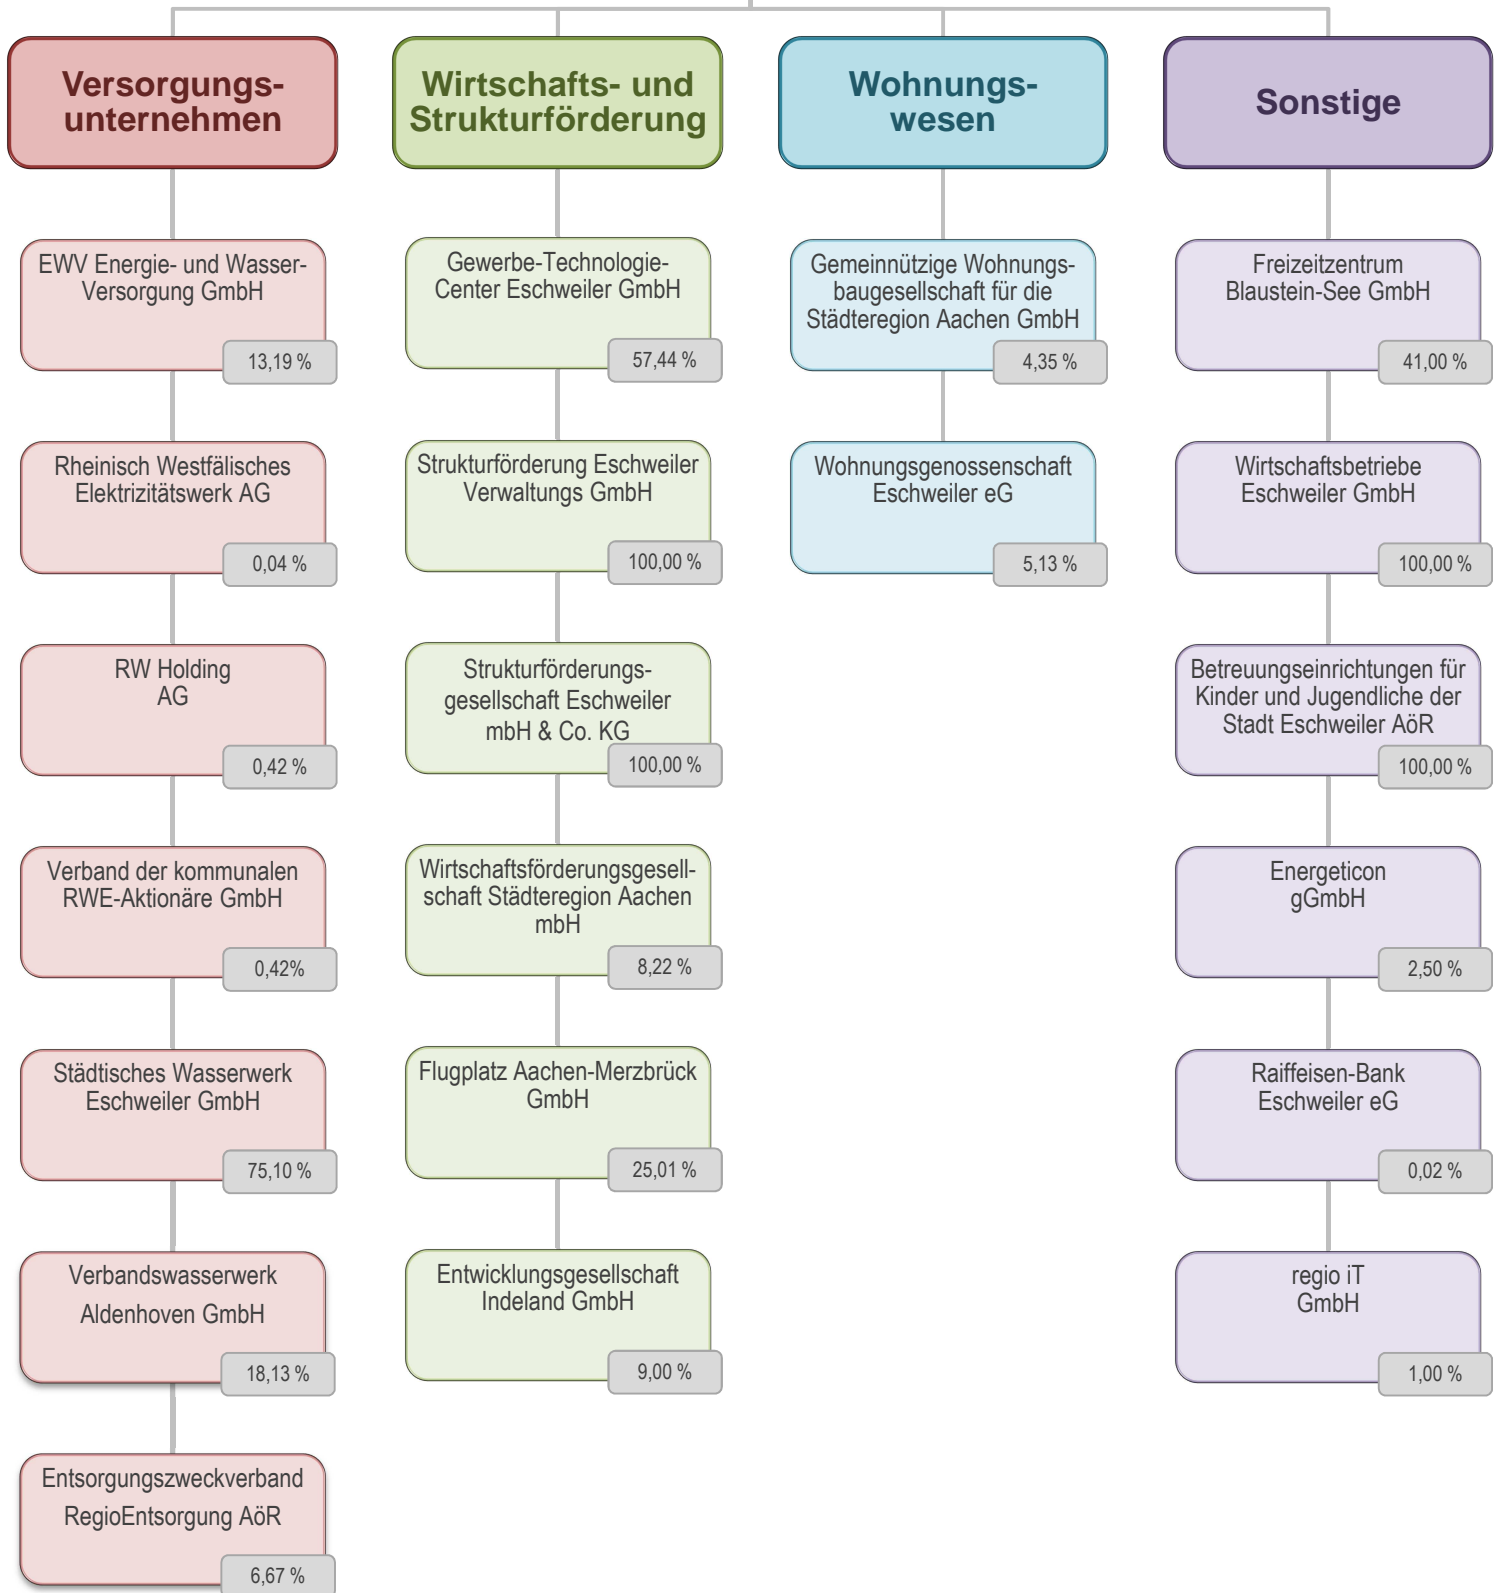 Versorgungs-
unternehmen
EWV Energie- und Wasser-
Versorgung GmbH
13,19 %
Rheinisch Westfälisches
Elektrizitätswerk AG
0,04 %
RW Holding
AG
0,42 %
Verband der kommunalen
RWE-Aktionäre GmbH
0,42%
Städtisches Wasserwerk
Eschweiler GmbH
75,10 %
Verbandswasserwerk
Aldenhoven GmbH
18,13 %
Entsorgungszweckverband
RegioEntsorgung AöR
6,67 %
Wirtschafts- und
Strukturförderung
Gewerbe-Technologie-
Center Eschweiler GmbH
57,44 %
Strukturförderung Eschweiler
Verwaltungs GmbH
100,00 %
Strukturförderungs-
gesellschaft Eschweiler
mbH & Co. KG
100,00 %
Wirtschaftsförderungsgesell-
schaft Städteregion Aachen
mbH
8,22 %
Flugplatz Aachen-Merzbrück
GmbH
25,01 %
Entwicklungsgesellschaft
Indeland GmbH
9,00 %
Wohnungs-
wesen
Gemeinnützige Wohnungs-
baugesellschaft für die
Städteregion Aachen GmbH
4,35 %
Wohnungsgenossenschaft
Eschweiler eG
5,13 %
Sonstige
Freizeitzentrum
Blaustein-See GmbH
41,00 %
Wirtschaftsbetriebe
Eschweiler GmbH
100,00 %
Betreuungseinrichtungen für
Kinder und Jugendliche der
Stadt Eschweiler AöR
100,00 %
Energeticon
gGmbH
2,50 %
Raiffeisen-Bank
Eschweiler eG
0,02 %
regio iT
GmbH
1,00 %